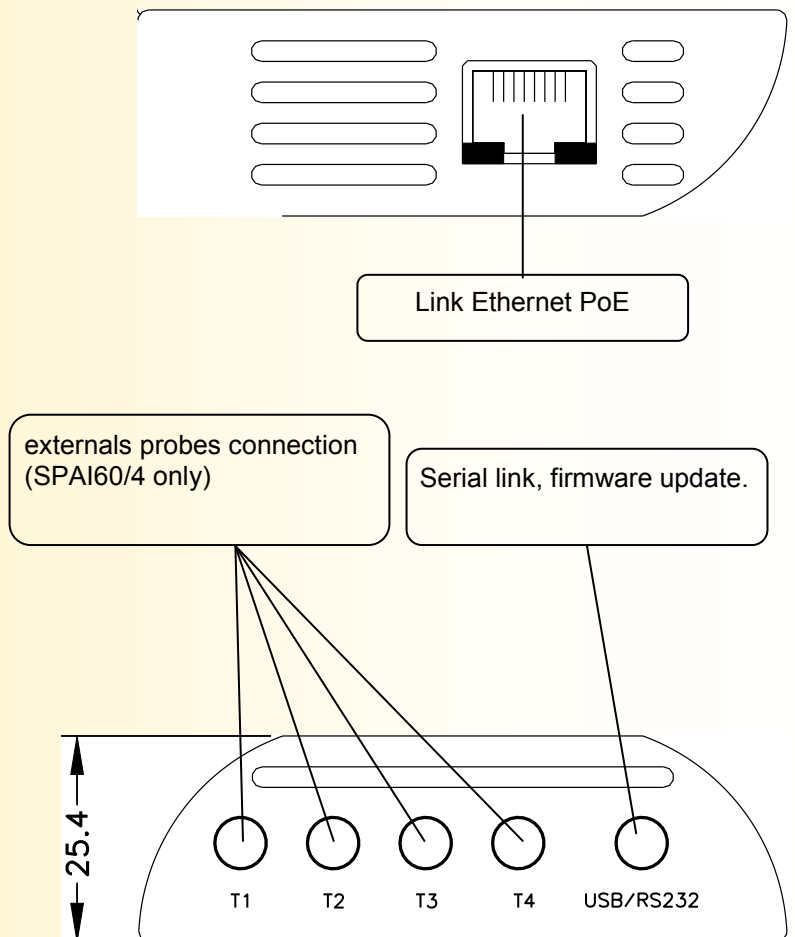 Link Ethernet PoE
externals probes connection
(SPAI60/4 only)
Serial link, firmware update.
25.4
T1 T2 T3 T4 USB/RS232